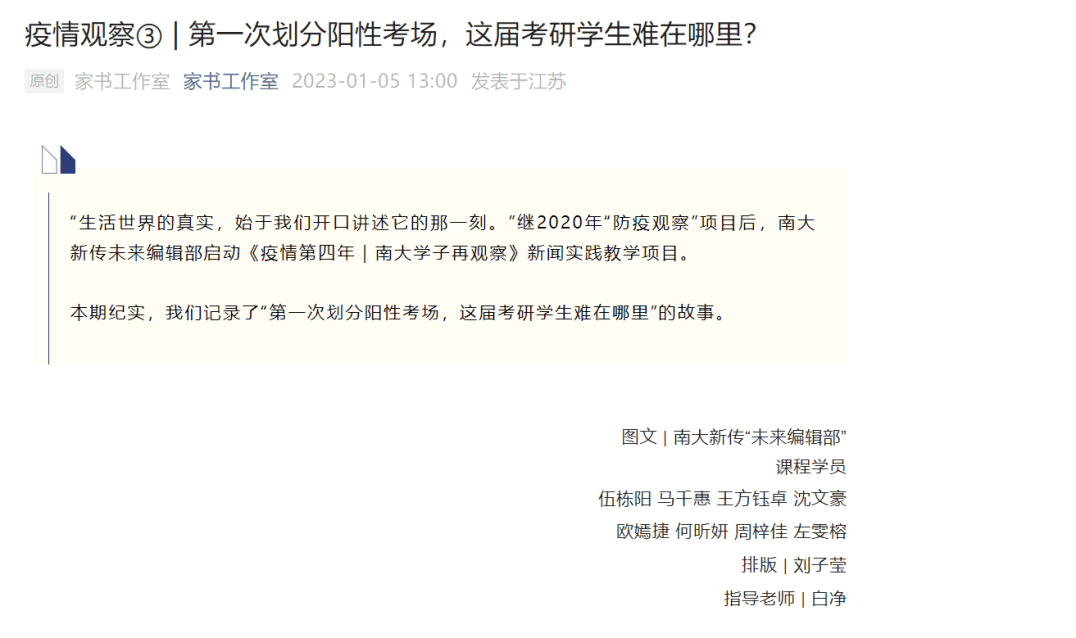 疫情观察③ | 第一次划分阳性考场，这届考研学生难在哪里？
原创 家书工作室 家书工作室 2023-01-05 13:00 发表于江苏
“生活世界的真实，始于我们开口讲述它的那一刻。”继2020年“防疫观察”项目后，南大
新传未来编辑部启动《疫情第四年 | 南大学子再观察》新闻实践教学项目。
本期纪实，我们记录了“第一次划分阳性考场，这届考研学生难在哪里”的故事。
图文 | 南大新传“未来编辑部”
课程学员
伍栋阳 马千惠 王方钰卓 沈文豪
欧嫣捷 何昕妍 周梓佳 左雯榕
排版 | 刘子莹
指导老师 | 白净